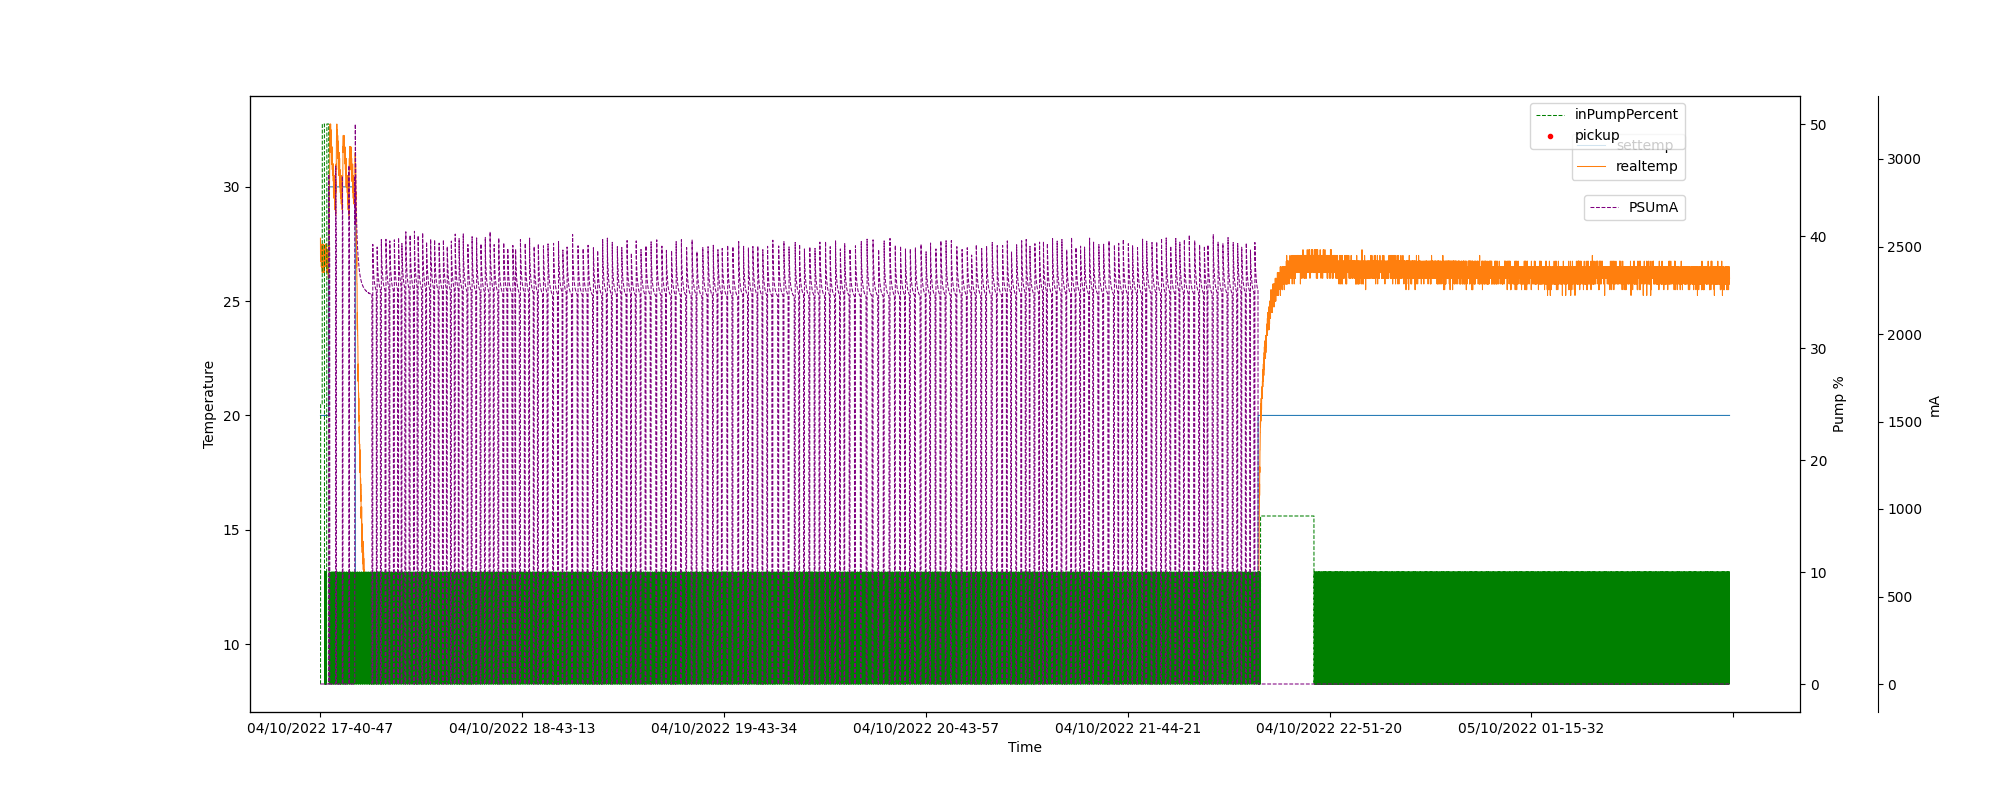 inPumpPercent
pickup
settemp
realtemp
PSUmA
Temperature
30
25
20
15
10
50
40
30
20
10
0
Pump %
3000
2500
2000
1500
1000
500
0
mA
04/10/2022 17-40-47
04/10/2022 18-43-13
04/10/2022 19-43-34
04/10/2022 20-43-57
04/10/2022 21-44-21
04/10/2022 22-51-20
05/10/2022 01-15-32
Time